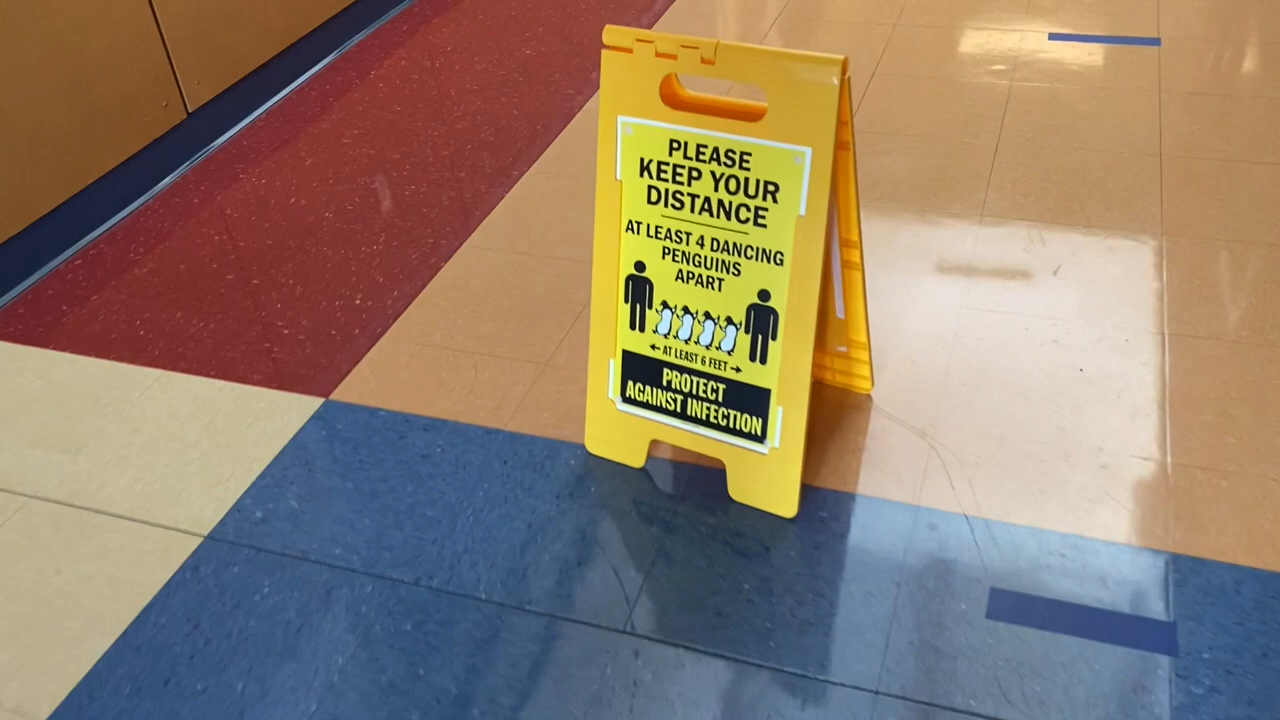 PLEASE
KEEP YOUR
DISTANCE
AT LEAST 4 DANCING
PENGUINS
APART
← AT LEAST 6 FEET →
PROTECT
AGAINST INFECTION